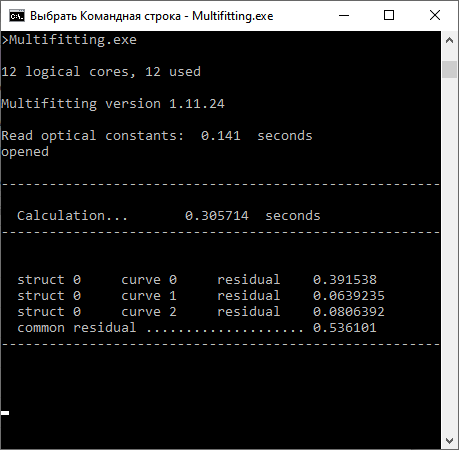 Выбрать Командная строка - Multifitting.exe
>Multifitting.exe
12 logical cores, 12 used
Multifitting version 1.11.24
Read optical constants:  0.141  seconds
opened
-------------------------------------------------------
Calculation...       0.305714  seconds
-------------------------------------------------------
struct 0     curve 0     residual    0.391538
struct 0     curve 1     residual    0.0639235
struct 0     curve 2     residual    0.0806392
common residual .................... 0.536101
-------------------------------------------------------